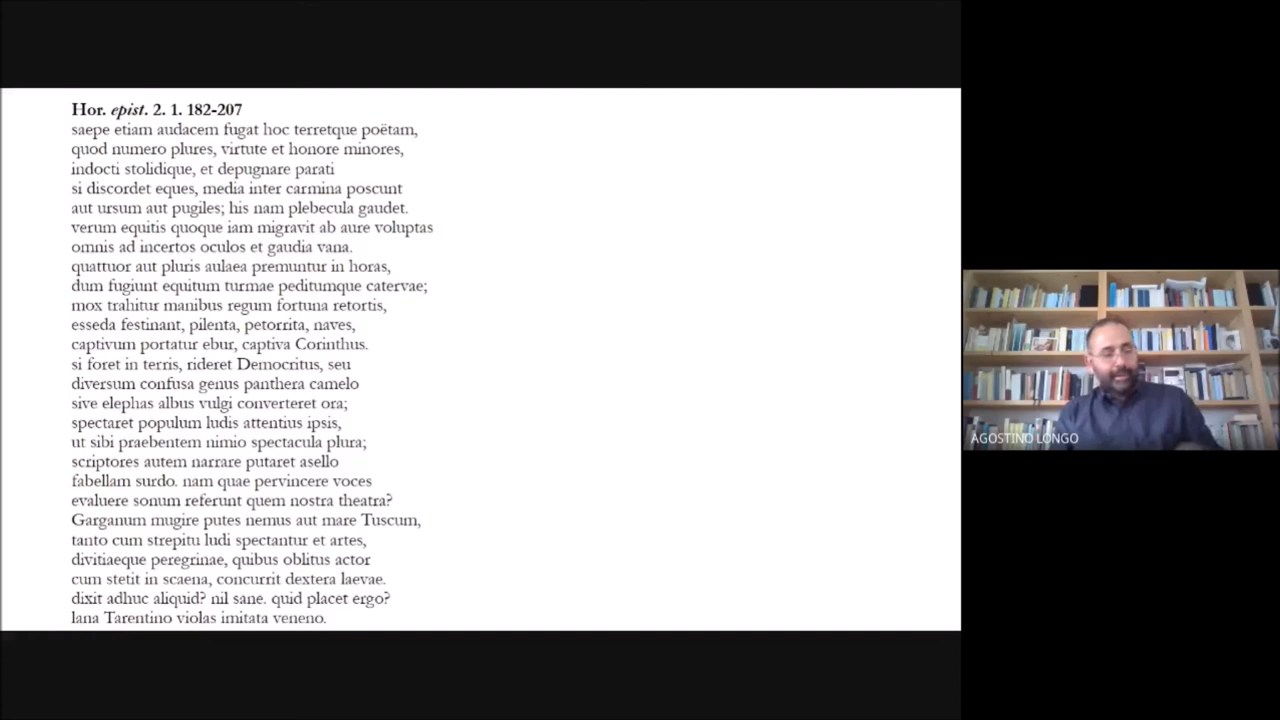 Hor. epist. 2. 1. 182-207
saepe etiam audacem fugat hoc terretque poëtam,
quod numero plures, virtute et honore minores,
indocti stolidique, et depugnare parati
si discordet eques, media inter carmina poscunt
aut ursum aut pugiles; his nam plebecula gaudet.
verum equitis quoque iam migravit ab aure voluptas
omnis ad incertos oculos et gaudia vana.
quattuor aut pluris aulaea premuntur in horas,
dum fugiunt equitum turmae peditumque catervae;
mox trahitur manibus regum fortuna retortis,
esseda festinant, pilenta, petorrita, naves,
captivum portatur ebur, captiva Corinthus.
si foret in terris, rideret Democritus, seu
diversum confusa genus panthera camelo
sive elephas albus vulgi converteret ora;
spectaret populum ludis attentius ipsis,
ut sibi praebentem nimio spectacula plura;
scriptores autem narrare putaret asello
fabellam surdo. nam quae pervincere voces
evaluere sonum referunt quem nostra theatra?
Garganum mugire putes nemus aut mare Tuscum,
tanto cum strepitu ludi spectantur et artes,
divitiaeque peregrinae, quibus oblitus actor
cum stetit in scaena, concurrit dextera laevae.
dixit adhuc aliquid? nil sane. quid placet ergo?
lana Tarentino violas imitata veneno.
AGOSTINO LONGO